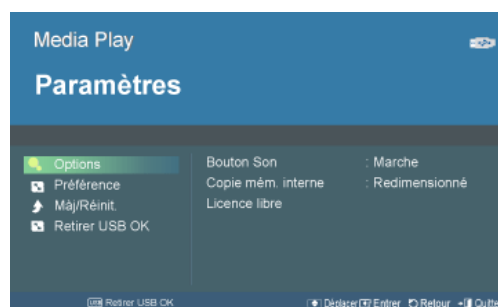 Media Play
Paramètres
Options
Bouton Son : Marche
Préférence
Copie mém. interne : Redimensionné
Màj/Réinit.
Licence libre
Retirer USB OK
Retirer USB OK Déplacer Entrer Retour Quitte